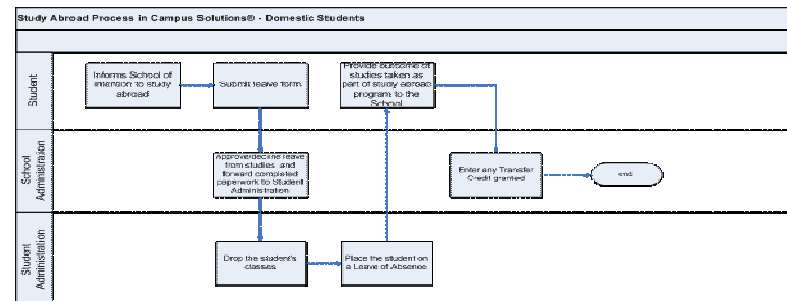 Study Abroad Process in Campus Solutions® - Domestic Students
Student
Informs School of
intention to study
abroad
Submit leave form
Provide outcome of
studies taken as
part of study abroad
program to the
School
School
Administration
Approve/decline leave
from studies and
forward completed
paperwork to Student
Administration
Enter any Transfer
Credit granted
end
Student
Administration
Drop the student's
classes
Place the student on
a Leave of Absence